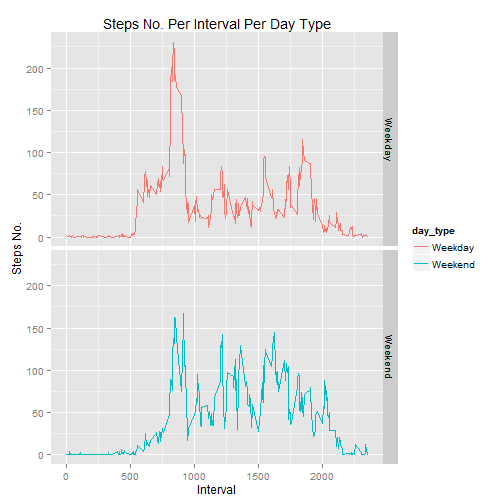 Steps No. Per Interval Per Day Type
Steps No.
200
150
100
50
0
Weekday
200
150
100
50
0
Weekend
0 500 1000 1500 2000
Interval
day_type
Weekday
Weekend